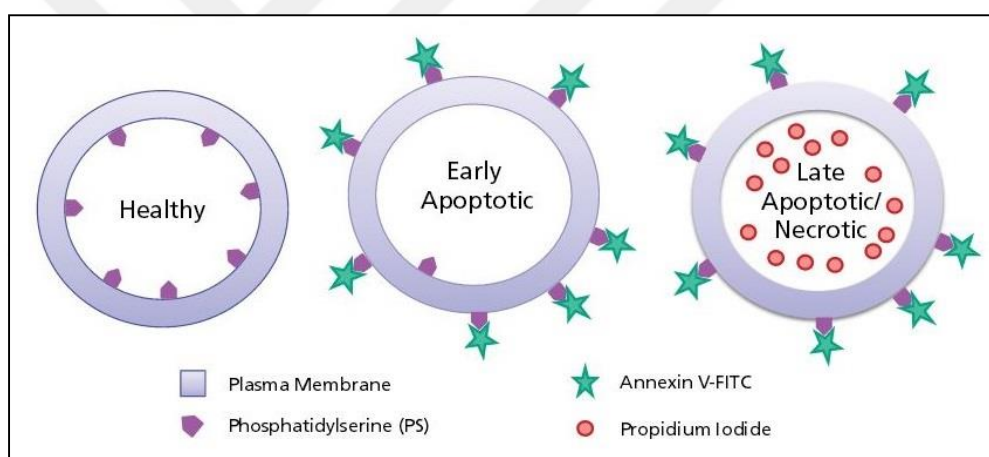 Healthy
Early
Apoptotic
Late
Apoptotic/
Necrotic
Plasma Membrane
Annexin V-FITC
Phosphatidylserine (PS)
Propidium Iodide